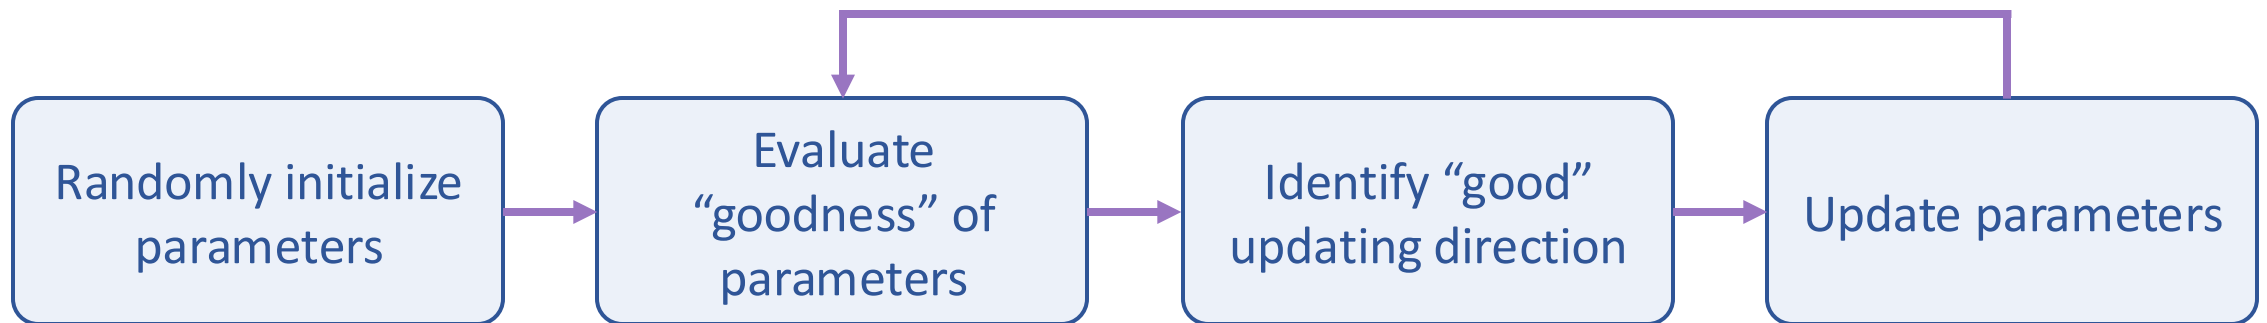 Randomly initialize
parameters
Evaluate
“goodness” of
parameters
Identify “good”
updating direction
Update parameters